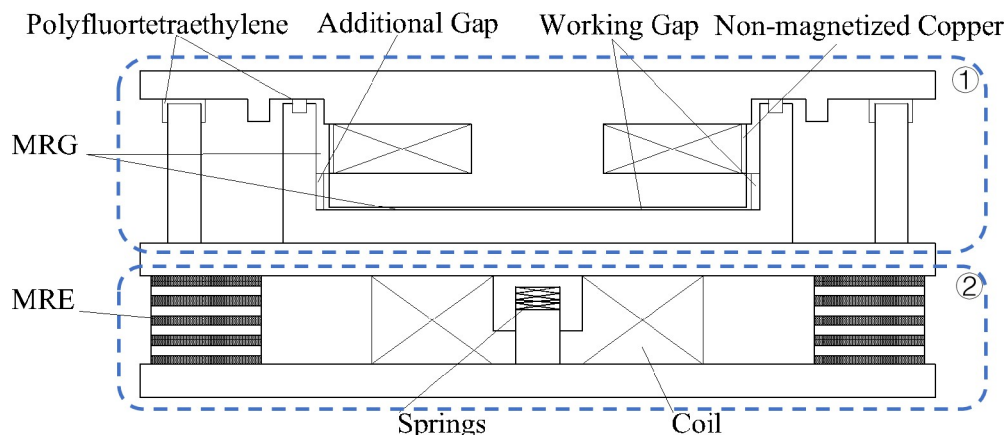 Polyfluortetraethylene
Additional Gap
Working Gap
Non-magnetized Copper
①
MRG
MRE
②
Springs
Coil